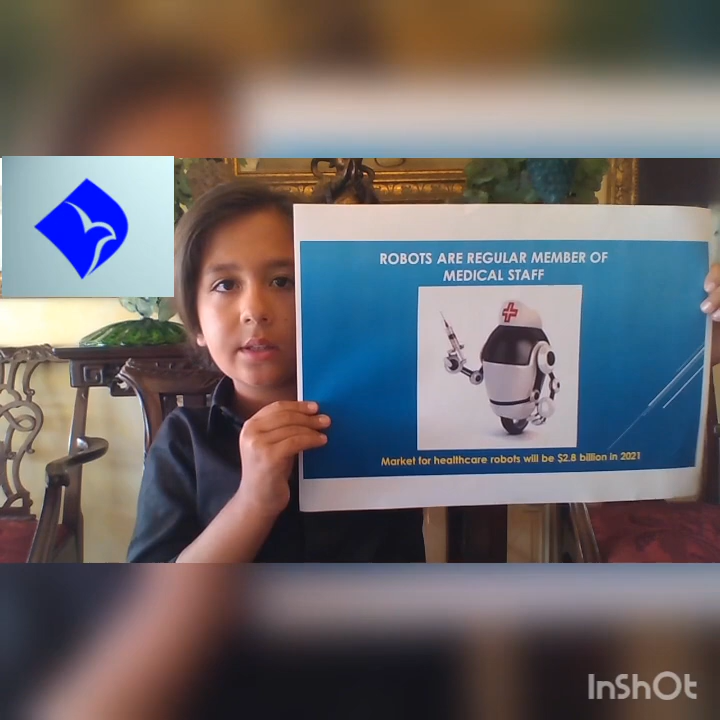 ROBOTS ARE REGULAR MEMBER OF
MEDICAL STAFF
Market for healthcare robots will be $2.8 billion in 2021
InShOt